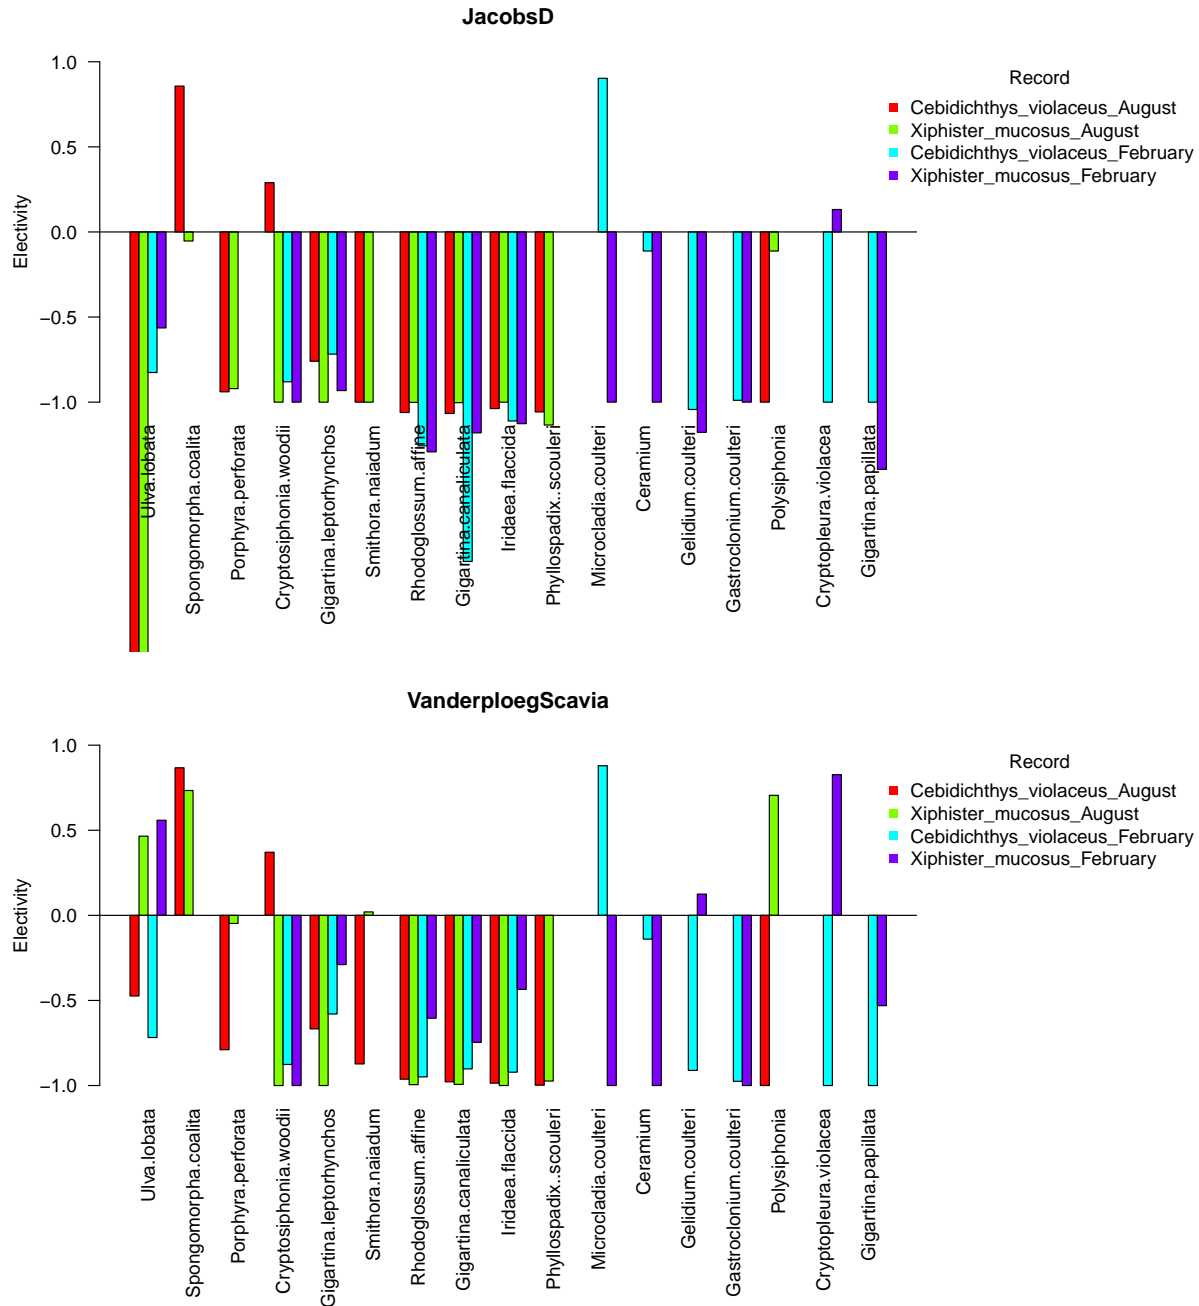 JacobsD
1.0
0.5
0.0
−0.5
−1.0
Electivity
Record
Cebidichthys_violaceus_August
Xiphister_mucosus_August
Cebidichthys_violaceus_February
Xiphister_mucosus_February
Ulva.lobata
Spongomorpha.coalita
Porphyra.perforata
Cryptosiphonia.woodii
Gigartina.leptorhynchos
Smithora.naiadum
Rhodoglossum.affine
Gigartina.canaliculata
Iridaea.flaccida
Phyllospadix..scouleri
Microcladia.coulteri
Ceramium
Gelidium.coulteri
Gastroclonium.coulteri
Polysiphonia
Cryptopleura.violacea
Gigartina.papillata
VanderploegScavia
1.0
0.5
0.0
−0.5
−1.0
Electivity
Record
Cebidichthys_violaceus_August
Xiphister_mucosus_August
Cebidichthys_violaceus_February
Xiphister_mucosus_February
Ulva.lobata
Spongomorpha.coalita
Porphyra.perforata
Cryptosiphonia.woodii
Gigartina.leptorhynchos
Smithora.naiadum
Rhodoglossum.affine
Gigartina.canaliculata
Iridaea.flaccida
Phyllospadix..scouleri
Microcladia.coulteri
Ceramium
Gelidium.coulteri
Gastroclonium.coulteri
Polysiphonia
Cryptopleura.violacea
Gigartina.papillata